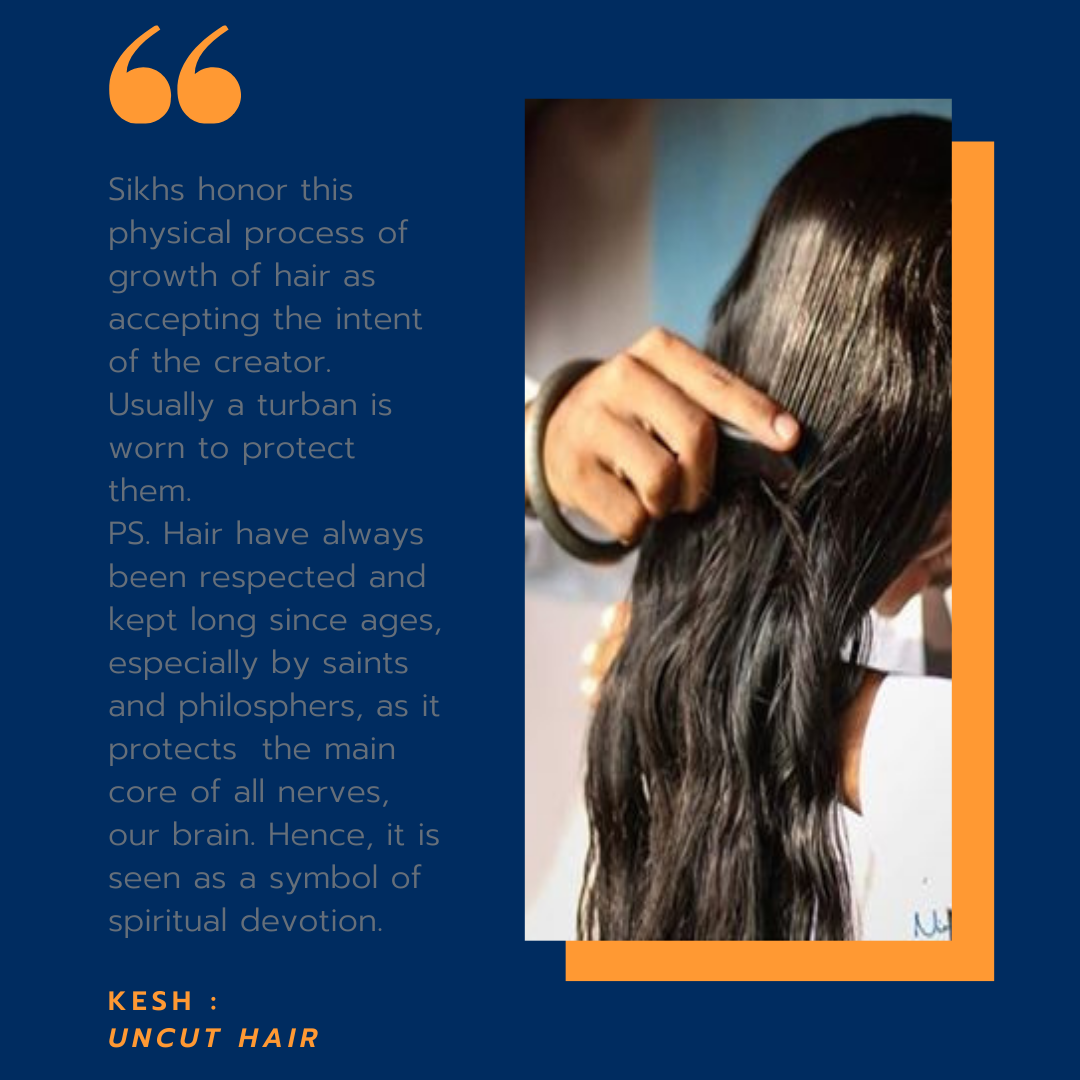 Sikhs honor this
physical process of
growth of hair as
accepting the intent
of the creator.
Usually a turban is
worn to protect
them.
PS. Hair have always
been respected and
kept long since ages,
especially by saints
and philosphers, as it
protects  the main
core of all nerves,
our brain. Hence, it is
seen as a symbol of
spiritual devotion.
KESH :
UNCUT HAIR